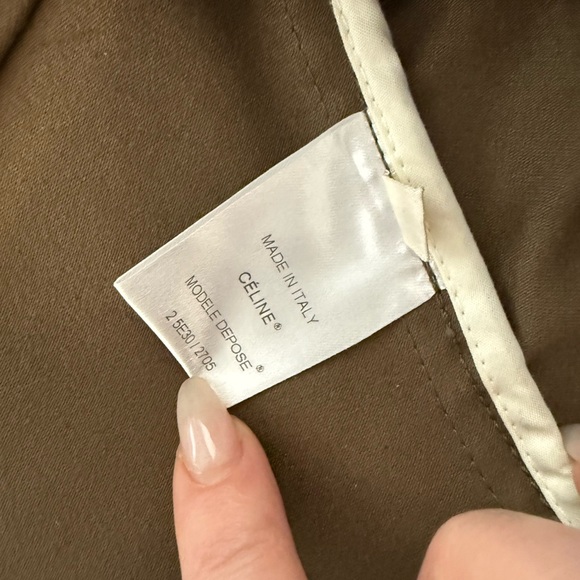 MADE IN ITALY
CÉLINE®
MODELE DEPOSE ®
2 5E30 / 2705